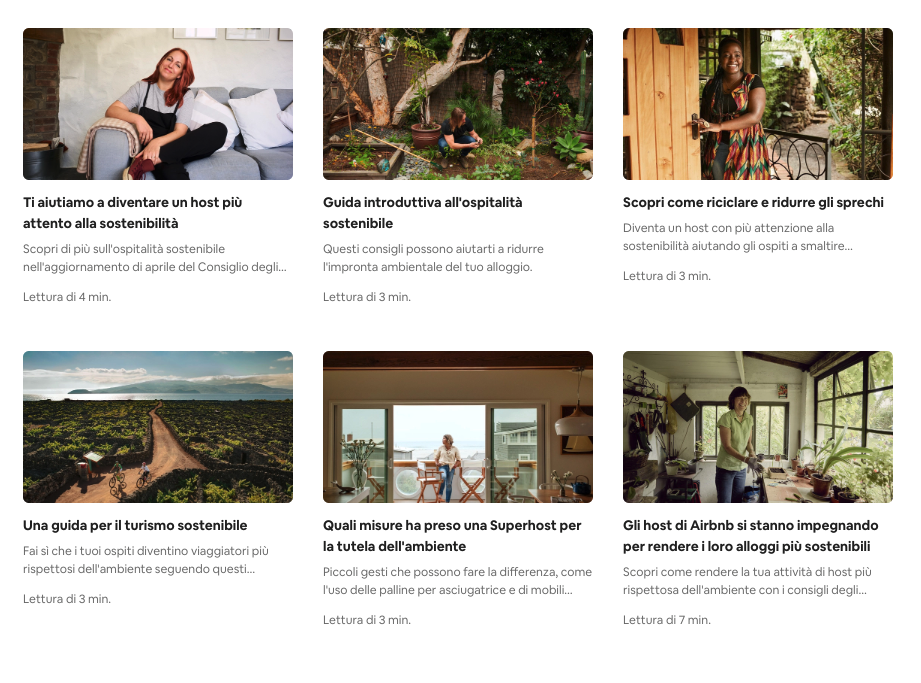 Ti aiutiamo a diventare un host più
attento alla sostenibilità
Scopri di più sull'ospitalità sostenibile
nell'aggiornamento di aprile del Consiglio degli...
Lettura di 4 min.
Guida introduttiva all'ospitalità
sostenibile
Questi consigli possono aiutarti a ridurre
l'impronta ambientale del tuo alloggio.
Lettura di 3 min.
Scopri come riciclare e ridurre gli sprechi
Diventa un host con più attenzione alla
sostenibilità aiutando gli ospiti a smaltire...
Lettura di 3 min.
Una guida per il turismo sostenibile
Fai sì che i tuoi ospiti diventino viaggiatori più
rispettosi dell'ambiente seguendo questi...
Lettura di 3 min.
Quali misure ha preso una Superhost per
la tutela dell'ambiente
Piccoli gesti che possono fare la differenza, come
l'uso delle palline per asciugatrice e di mobili...
Lettura di 3 min.
Gli host di Airbnb si stanno impegnando
per rendere i loro alloggi più sostenibili
Scopri come rendere la tua attività di host più
rispettosa dell'ambiente con i consigli degli...
Lettura di 7 min.